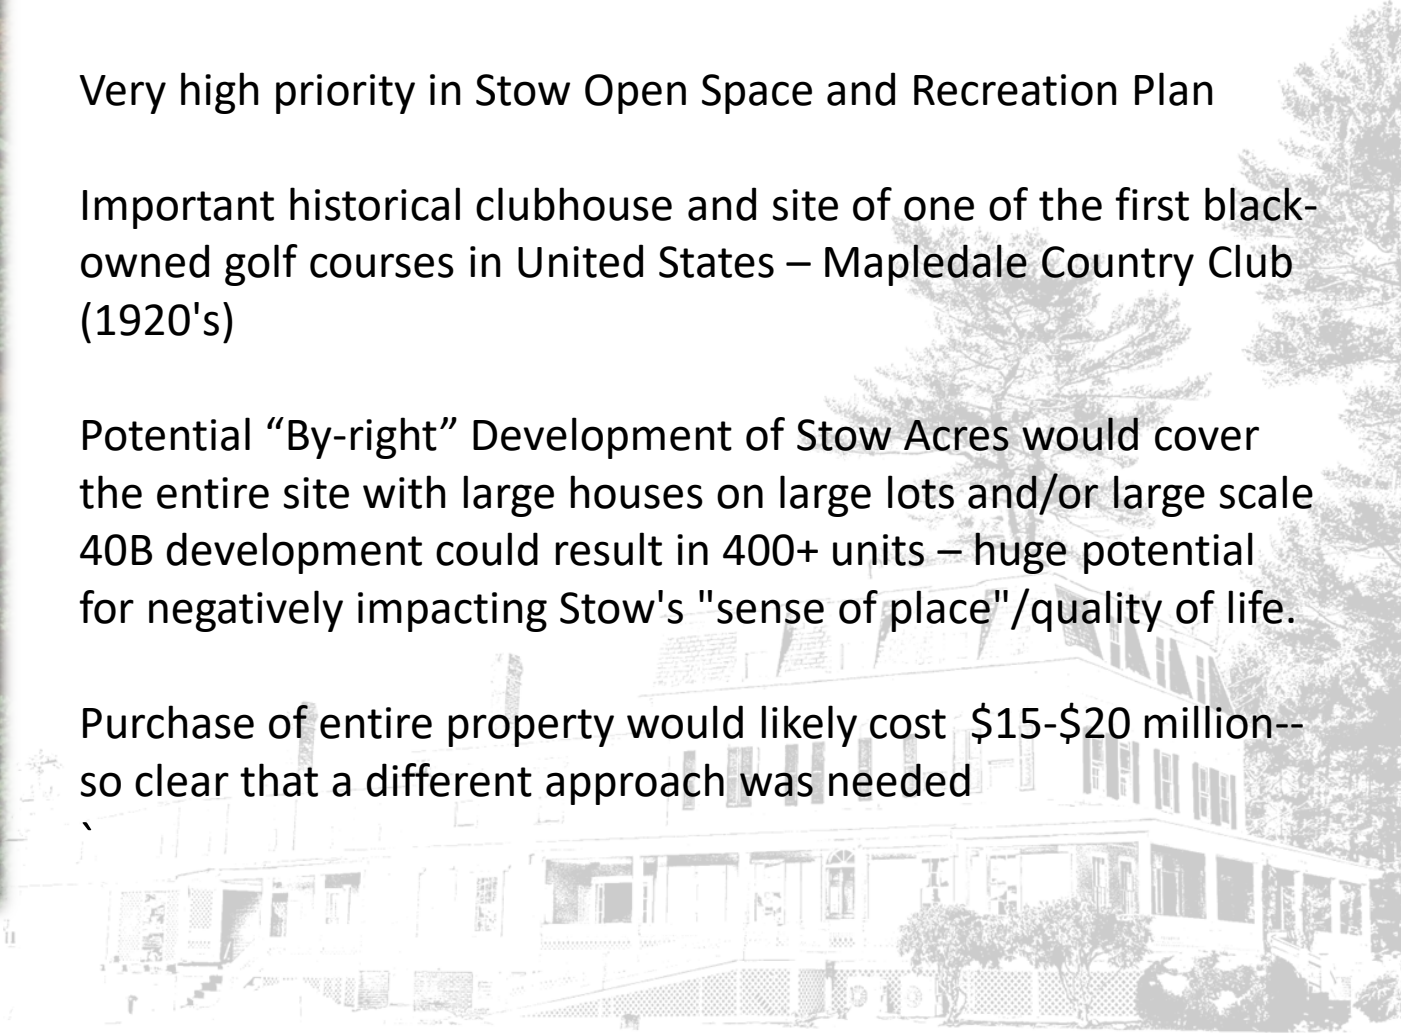 Very high priority in Stow Open Space and Recreation Plan
Important historical clubhouse and site of one of the first black-
owned golf courses in United States – Mapledale Country Club
(1920's)
Potential “By-right” Development of Stow Acres would cover
the entire site with large houses on large lots and/or large scale
40B development could result in 400+ units – huge potential
for negatively impacting Stow's "sense of place"/quality of life.
Purchase of entire property would likely cost  $15-$20 million--
so clear that a different approach was needed
`